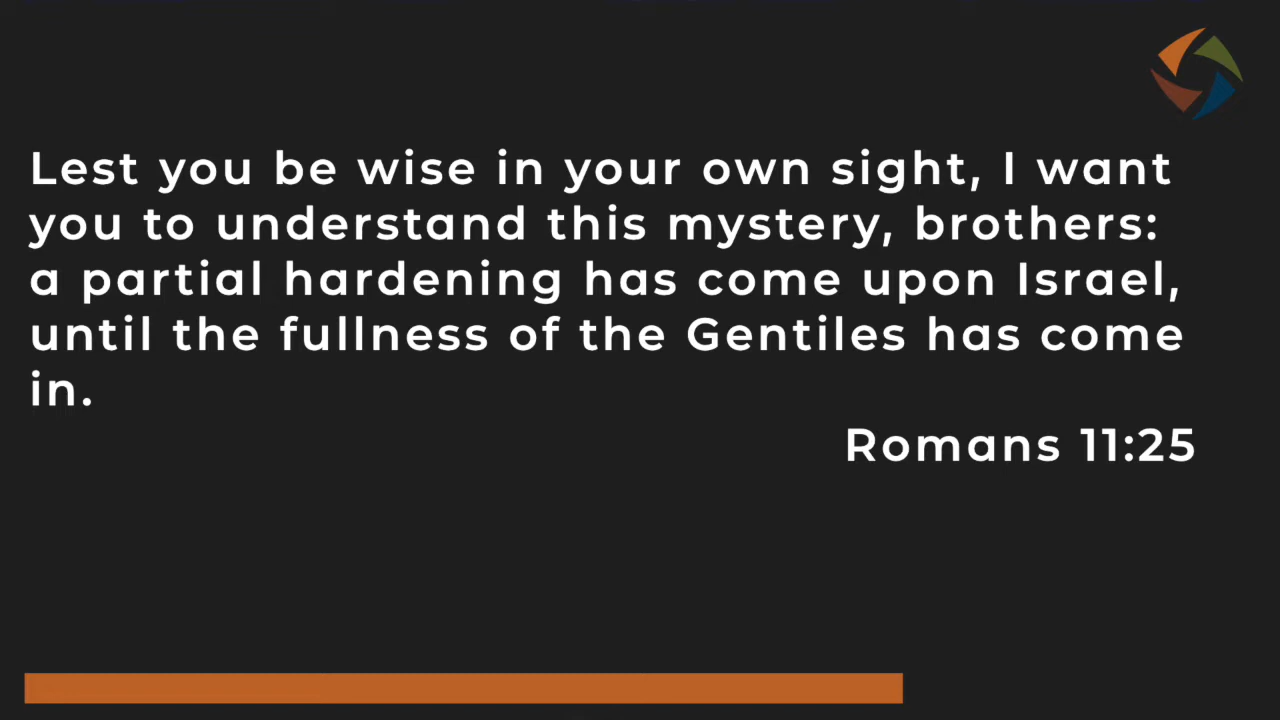 Lest you be wise in your own sight, I want
you to understand this mystery, brothers:
a partial hardening has come upon Israel,
until the fullness of the Gentiles has come
in.
Romans 11:25